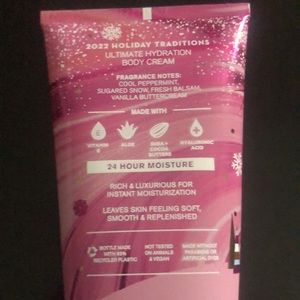 2022 HOLIDAY TRADITIONS
ULTIMATE HYDRATION
BODY CREAM
FRAGRANCE NOTES:
COOL PEPPERMINT,
SUGARED SNOW, FRESH BALSAM,
VANILLA BUTTERCREAM
MADE WITH
E
VITAMIN
E
ALOE
SHEA +
COCOA
BUTTERS
HYALURONIC
ACID
24 HOUR MOISTURE
RICH & LUXURIOUS FOR
INSTANT MOISTURIZATION
LEAVES SKIN FEELING SOFT,
SMOOTH & REPLENISHED
BOTTLE MADE
RECYCLED PLASTIC
NOT TESTED
ON ANIMALS
& VEGAN
MADE WITHOUT
PARABENS OR
ARTIFICIAL DYES